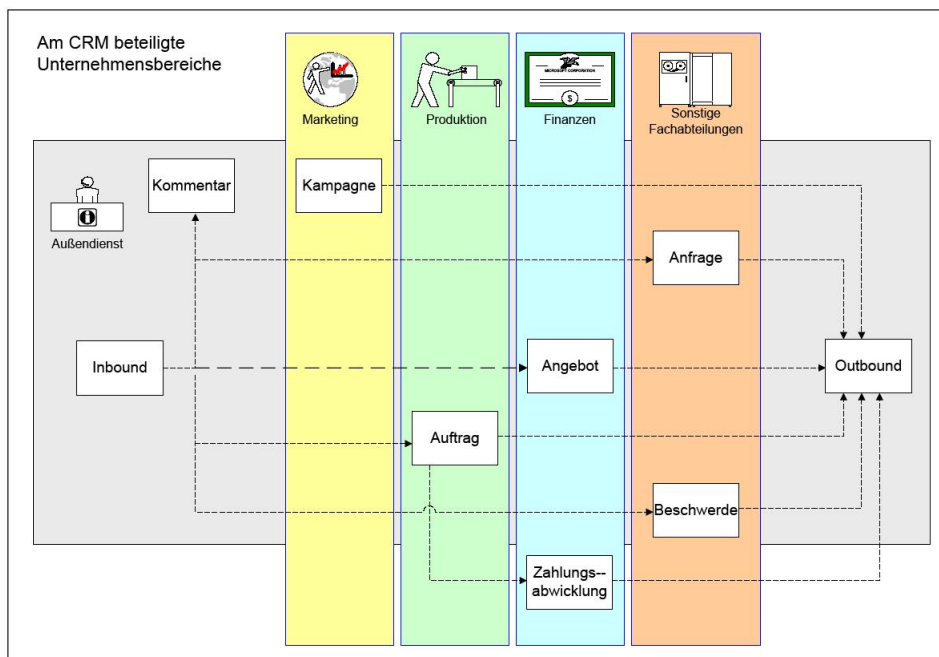 Am CRM beteiligte
Unternehmensbereiche
MICROSOFT CORPORATION
$
Marketing
Produktion
Finanzen
Sonstige
Fachabteilungen
Kommentar
Kampagne
i
Außendienst
Anfrage
Inbound
Angebot
Outbound
Auftrag
Beschwerde
Zahlungs--
abwicklung